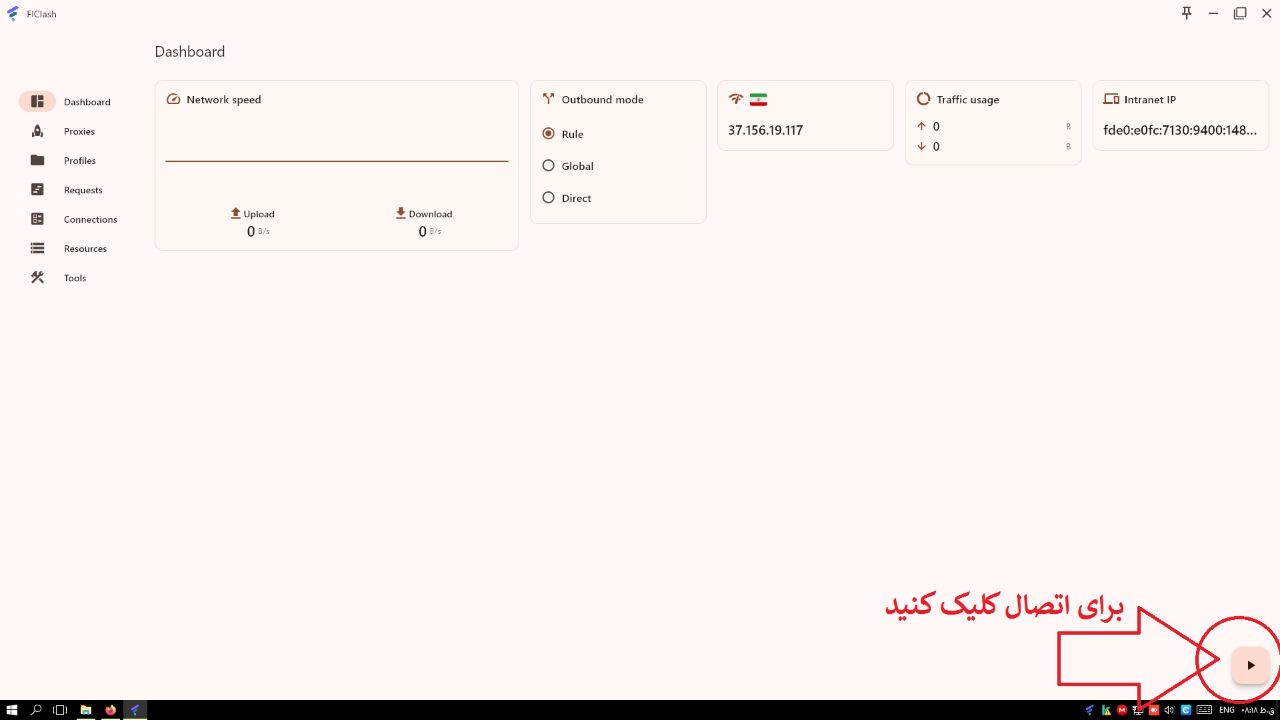 FlClash
Dashboard
Dashboard
Proxies
Profiles
Requests
Connections
Resources
Tools
Network speed
Upload
0 B/s
Download
0 B/s
Outbound mode
Rule
Global
Direct
37.156.19.117
Traffic usage
0 B
0 B
Intranet IP
fde0:e0fc:7130:9400:148...
برای اتصال کلیک کنید
ENG
۰۸:۱۸ ق.ظ